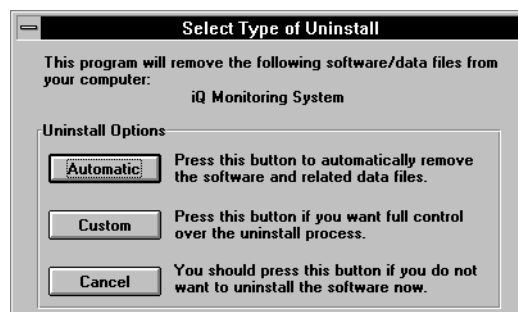 Select Type of Uninstall
This program will remove the following software/data files from
your computer:
iQ Monitoring System
Uninstall Options
Automatic
Press this button to automatically remove
the software and related data files.
Custom
Press this button if you want full control
over the uninstall process.
Cancel
You should press this button if you do not
want to uninstall the software now.